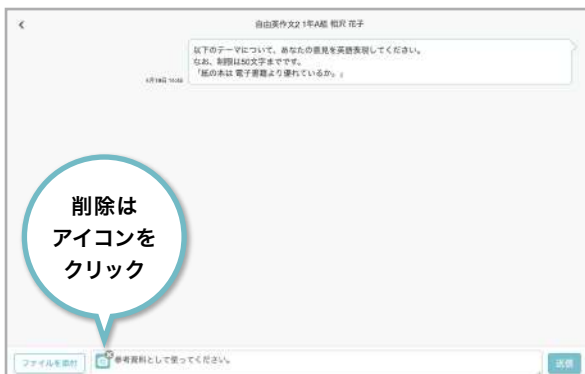 自由英作文2 1年A組 相沢 花子
以下のテーマについて、あなたの意見を英語表現してください。
なお、制限は50文字までです。
「紙の本は 電子書籍より優れているか。」
削除は
アイコンを
クリック
ファイルを添付
参考資料として使ってください。
送信